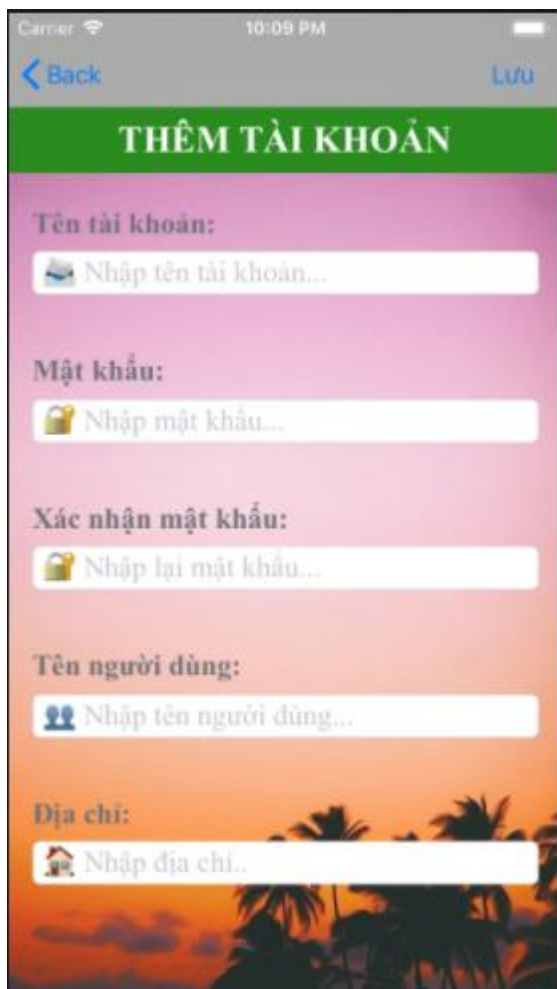 Carrier 10:09 PM
Back Lưu
THÊM TÀI KHOẢN
Tên tài khoản:
Nhập tên tài khoản...
Mật khẩu:
Nhập mật khẩu...
Xác nhận mật khẩu:
Nhập lại mật khẩu...
Tên người dùng:
Nhập tên người dùng...
Địa chỉ:
Nhập địa chỉ..